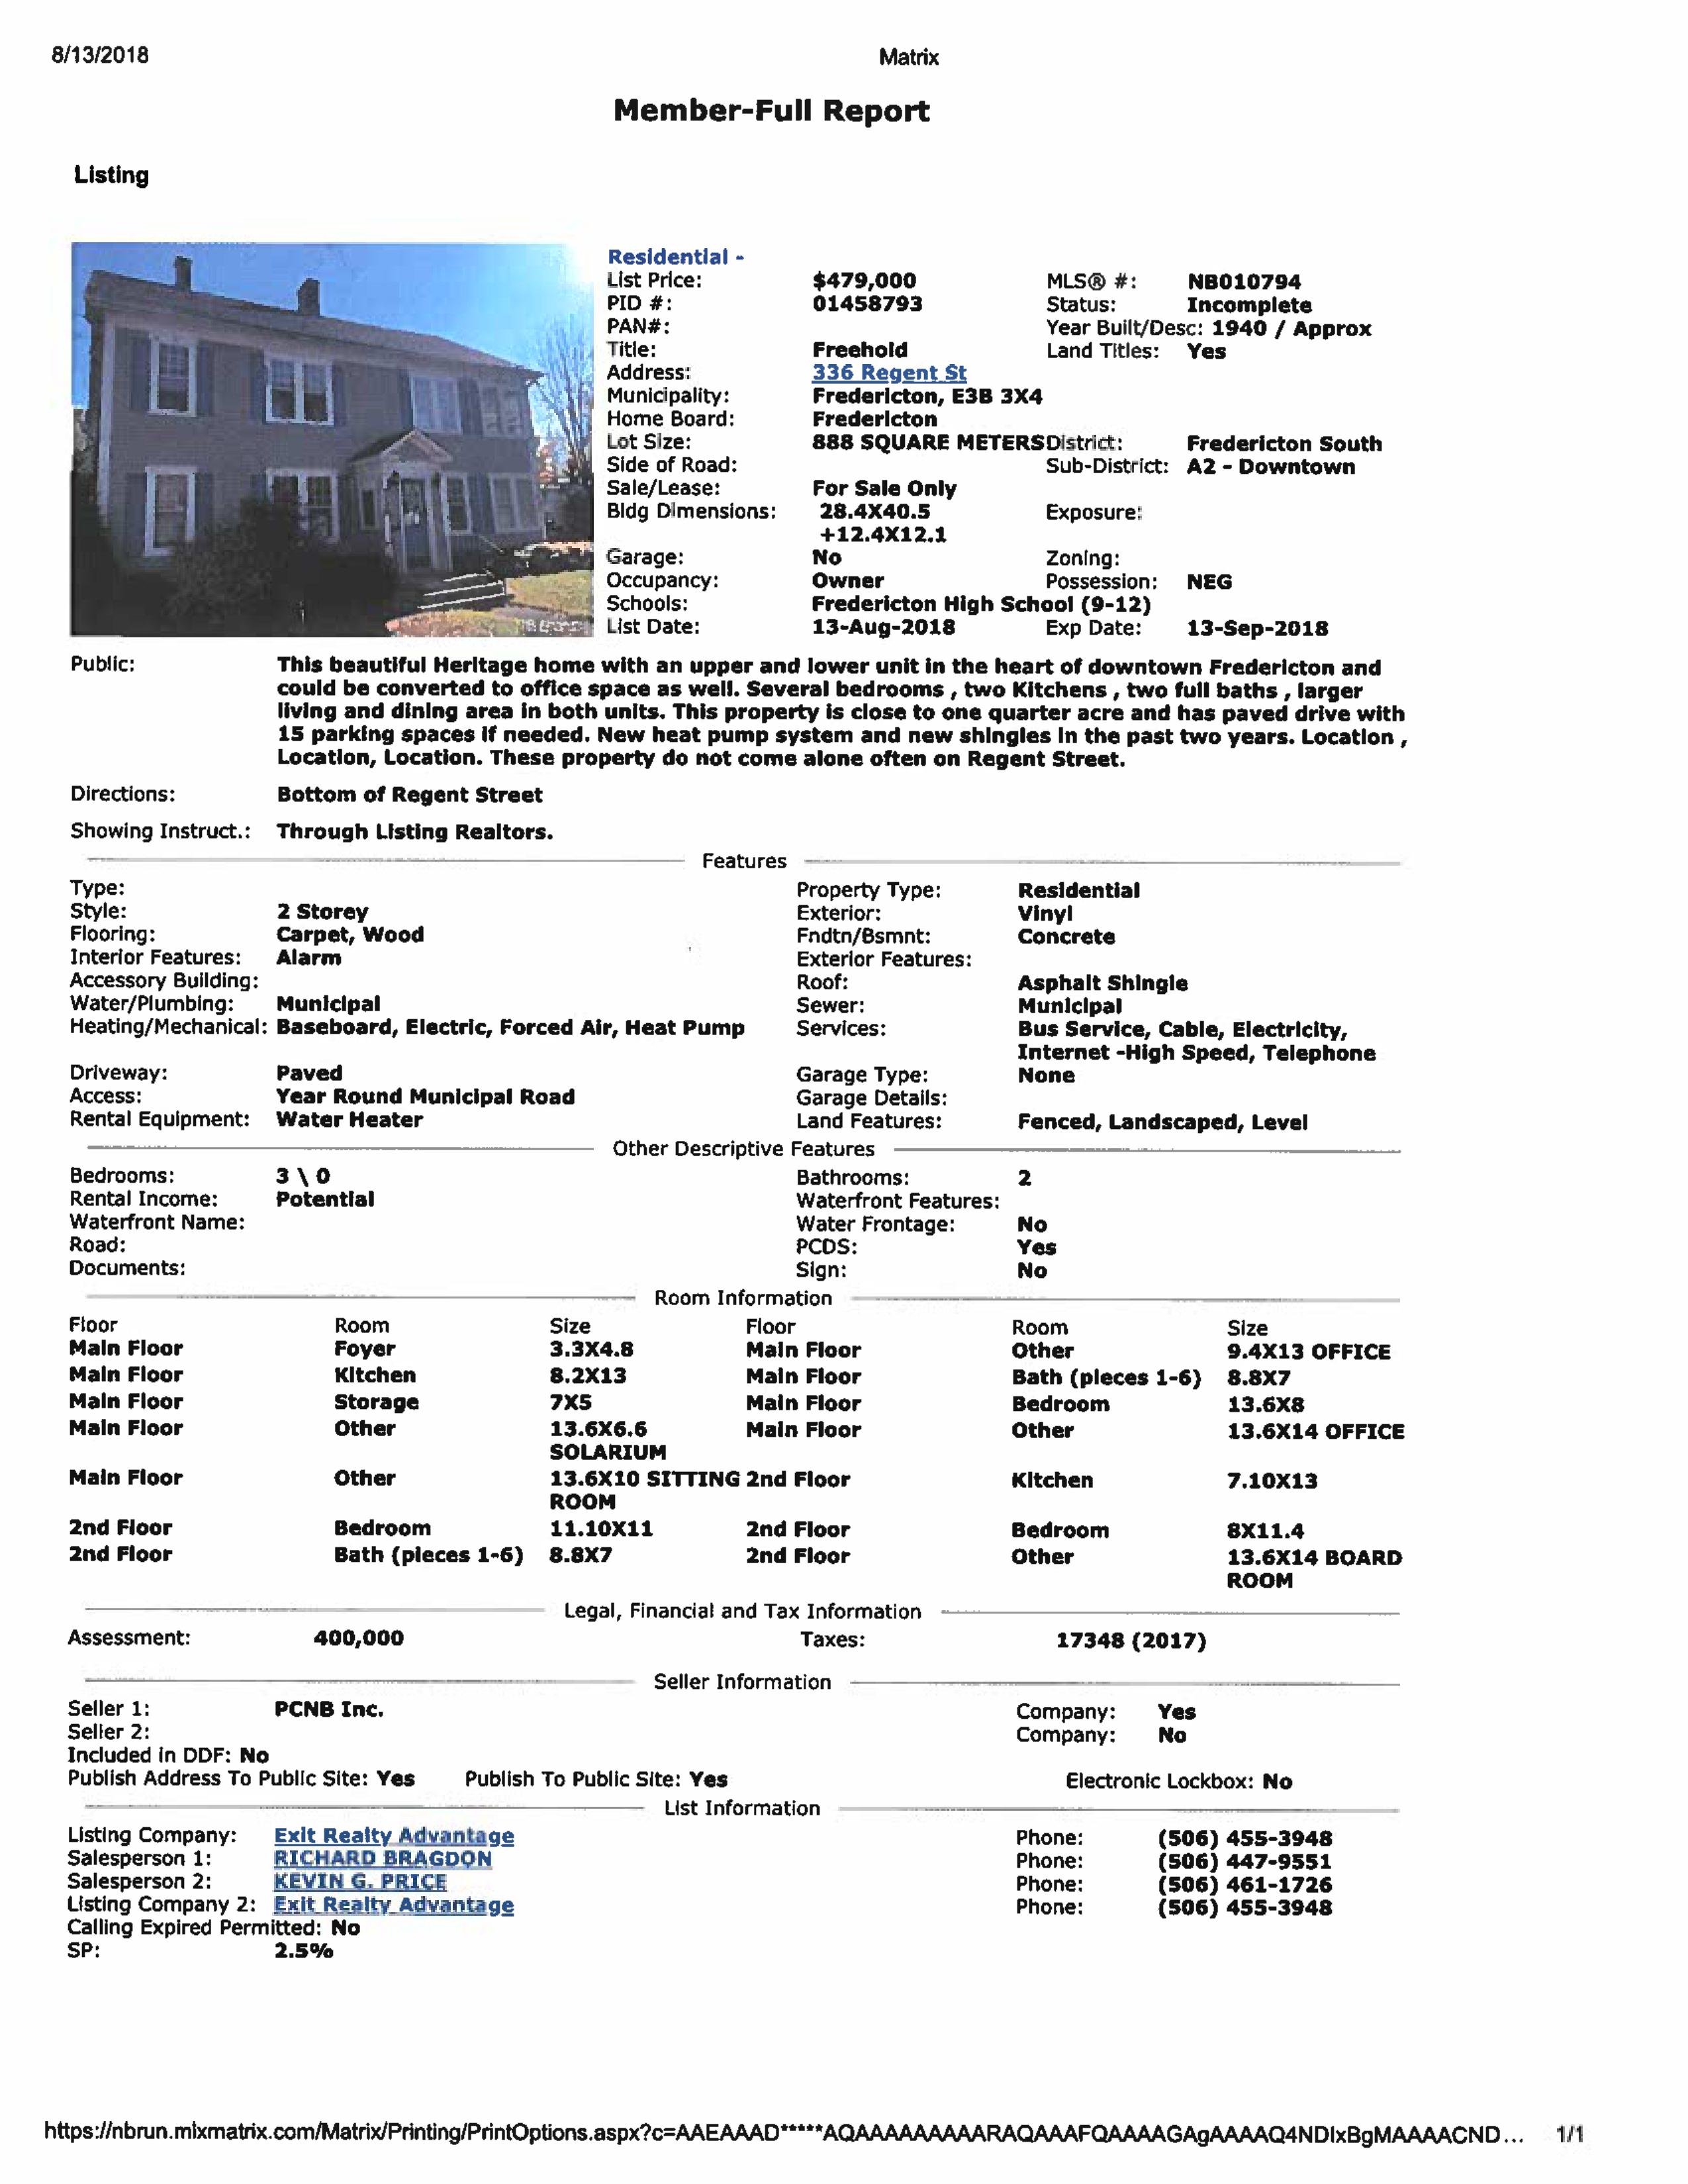 8/13/2018 Matrix
Member-Full Report
Listing
Residential -
List Price: $479,000 MLS® #: NB010794
PID #: 01458793 Status: Incomplete
PAN#: Year Built/Desc: 1940 / Approx
Title: Freehold Land Titles: Yes
Address: 336 Regent St
Municipality: Fredericton, E3B 3X4
Home Board: Fredericton
Lot Size: 888 SQUARE METERS District: Fredericton South
Side of Road: Sub-District: A2 - Downtown
Sale/Lease: For Sale Only
Bldg Dimensions: 28.4X40.5 Exposure:
+12.4X12.1
Garage: No Zoning:
Occupancy: Owner Possession: NEG
Schools: Fredericton High School (9-12)
List Date: 13-Aug-2018 Exp Date: 13-Sep-2018
Public: This beautiful Heritage home with an upper and lower unit in the heart of downtown Fredericton and
could be converted to office space as well. Several bedrooms , two Kitchens , two full baths , larger
living and dining area in both units. This property is close to one quarter acre and has paved drive with
15 parking spaces if needed. New heat pump system and new shingles in the past two years. Location ,
Location, Location. These property do not come alone often on Regent Street.
Directions: Bottom of Regent Street
Showing Instruct.: Through Listing Realtors.
Features
Type: Property Type: Residential
Style: 2 Storey Exterior: Vinyl
Flooring: Carpet, Wood Fndtn/Bsmnt: Concrete
Interior Features: Alarm Exterior Features:
Accessory Building: Roof: Asphalt Shingle
Water/Plumbing: Municipal Sewer: Municipal
Heating/Mechanical: Baseboard, Electric, Forced Air, Heat Pump Services: Bus Service, Cable, Electricity,
Internet -High Speed, Telephone
Driveway: Paved Garage Type: None
Access: Year Round Municipal Road Garage Details:
Rental Equipment: Water Heater Land Features: Fenced, Landscaped, Level
Other Descriptive Features
Bedrooms: 3 \ 0 Bathrooms: 2
Rental Income: Potential Waterfront Features:
Waterfront Name: Water Frontage: No
Road: PCDS: Yes
Documents: Sign: No
Room Information
Floor Room Size Floor Room Size
Main Floor Foyer 3.3X4.8 Main Floor Other 9.4X13 OFFICE
Main Floor Kitchen 8.2X13 Main Floor Bath (pieces 1-6) 8.8X7
Main Floor Storage 7X5 Main Floor Bedroom 13.6X8
Main Floor Other 13.6X6.6 Main Floor Other 13.6X14 OFFICE
SOLARIUM
Main Floor Other 13.6X10 SITTING 2nd Floor Kitchen 7.10X13
ROOM
2nd Floor Bedroom 11.10X11 2nd Floor Bedroom 8X11.4
2nd Floor Bath (pieces 1-6) 8.8X7 2nd Floor Other 13.6X14 BOARD
ROOM
Legal, Financial and Tax Information
Assessment: 400,000 Taxes: 17348 (2017)
Seller Information
Seller 1: PCNB Inc. Company: Yes
Seller 2: Company: No
Included in DDF: No
Publish Address To Public Site: Yes Publish To Public Site: Yes Electronic Lockbox: No
List Information
Listing Company: Exit Realty Advantage Phone: (506) 455-3948
Salesperson 1: RICHARD BRAGDON Phone: (506) 447-9551
Salesperson 2: KEVIN G. PRICE Phone: (506) 461-1726
Listing Company 2: Exit Realty Advantage Phone: (506) 455-3948
Calling Expired Permitted: No
SP: 2.5%
https://nbrun.mlxmatrix.com/Matrix/Printing/PrintOptions.aspx?c=AAEAAAD*****AQAAAAAAAAAARAQAAAFQAAAAGAgAAAAQ4NDIxBgMAAAACND... 1/1